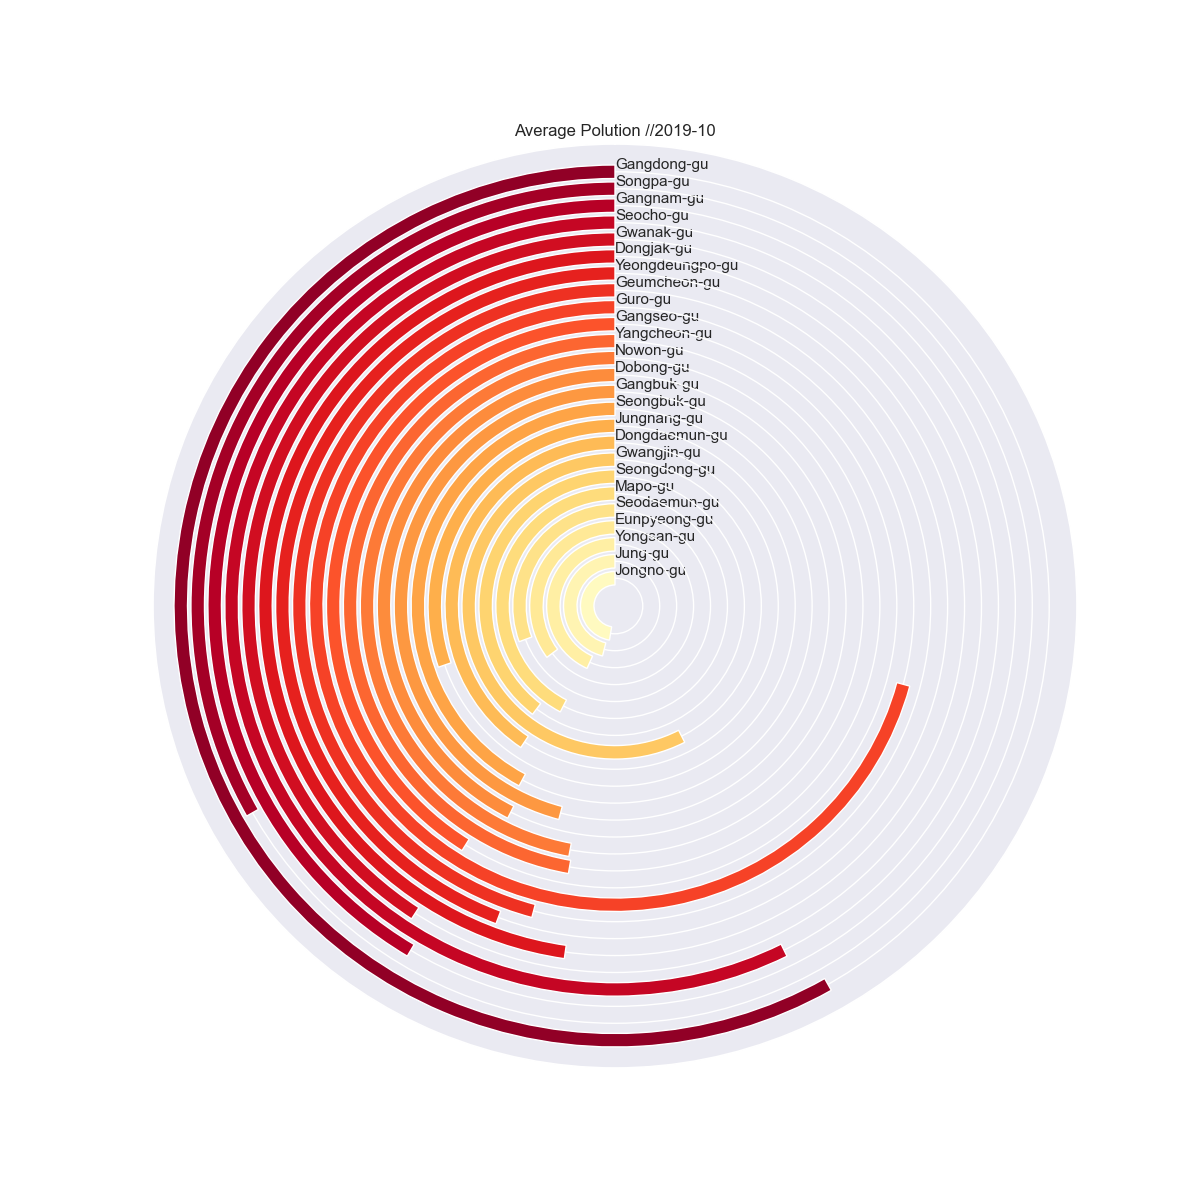 Average Polution //2019-10
Gangdong-gu
Songpa-gu
Gangnam-gu
Seocho-gu
Gwanak-gu
Dongjak-gu
Yeongdeungpo-gu
Geumcheon-gu
Guro-gu
Gangseo-gu
Yangcheon-gu
Nowon-gu
Dobong-gu
Gangbuk-gu
Seongbuk-gu
Jungnang-gu
Dongdaemun-gu
Gwangjin-gu
Seongdong-gu
Mapo-gu
Seodaemun-gu
Eunpyeong-gu
Yongsan-gu
Jung-gu
Jongno-gu